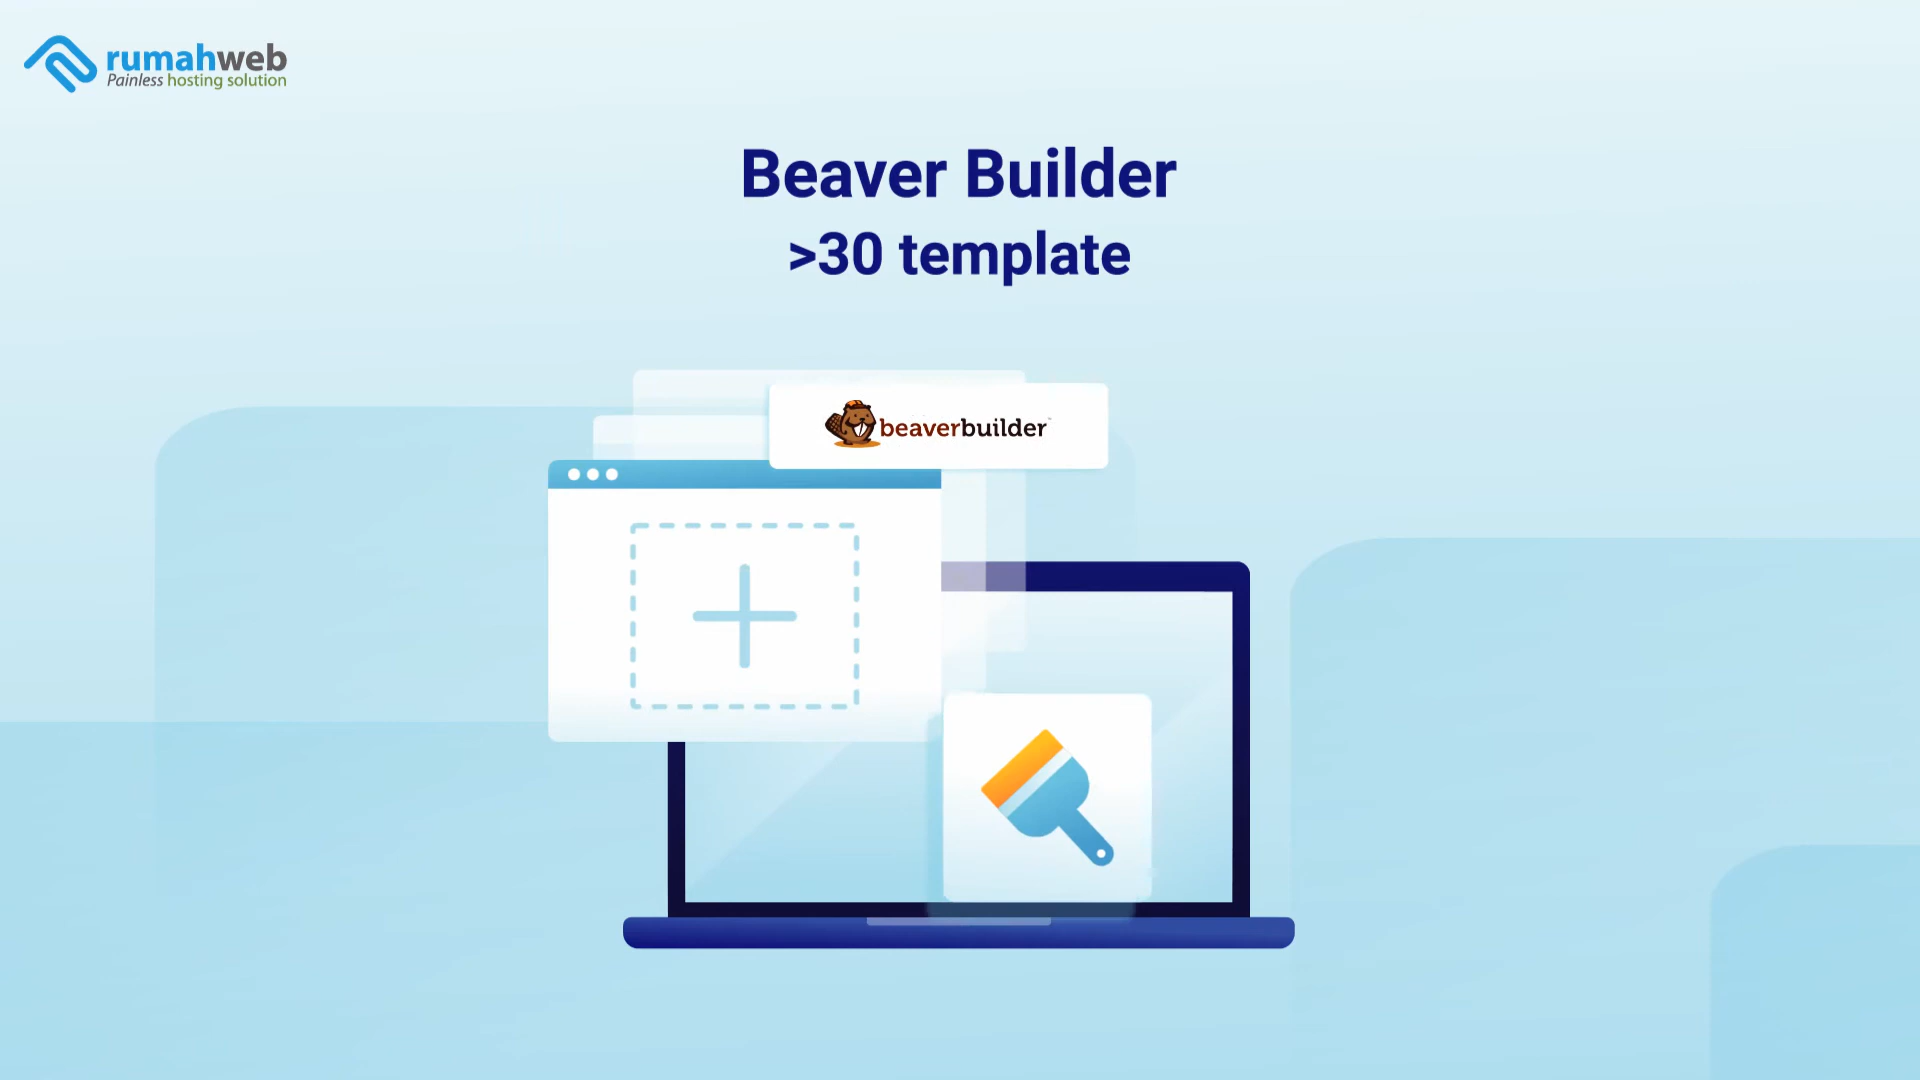 rumahweb
Painless hosting solution
Beaver Builder
>30 template
beaverbuilder